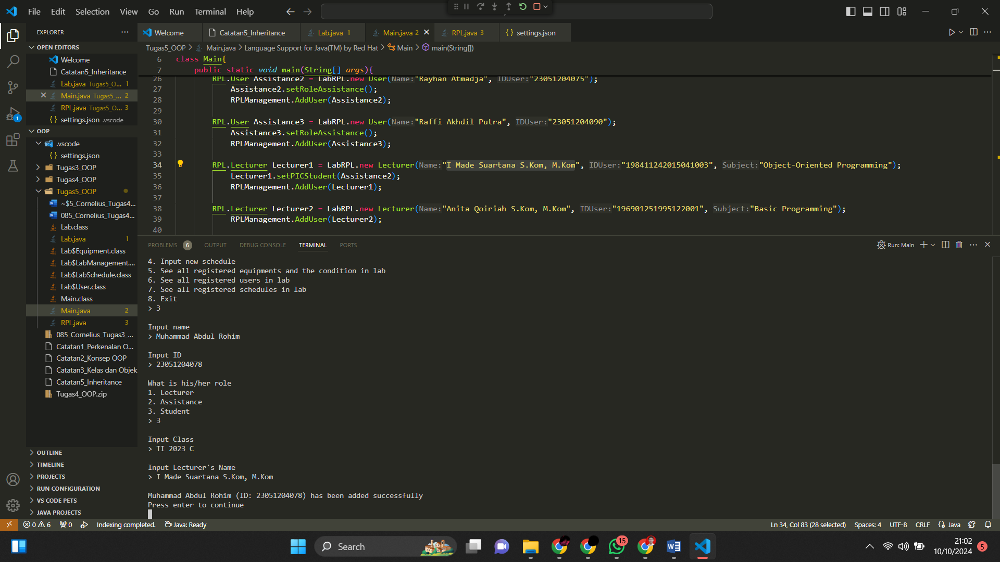 File Edit Selection View Go Run Terminal Help
EXPLORER
OPEN EDITORS
Welcome
Catatan5_Inheritance
Lab.java Tugas5_O... 1
Main.java Tugas5_... 2
RPL.java Tugas5_O... 3
settings.json .vscode
OOP
.vscode
settings.json
Tugas3_OOP
Tugas4_OOP
Tugas5_OOP
~$5_Cornelius_Tugas4...
085_Cornelius_Tugas4...
Lab.class
Lab.java 1
Lab$Equipment.class
Lab$LabManagement....
Lab$LabSchedule.class
Lab$User.class
Main.class
Main.java 2
RPL.java 3
085_Cornelius_Tugas3_...
Catatan1_Perkenalan O...
Catatan2_Konsep OOP
Catatan3_Kelas dan Objek
Catatan5_Inheritance
Tugas4_OOP.zip
OUTLINE
TIMELINE
PROJECTS
RUN CONFIGURATION
VS CODE PETS
JAVA PROJECTS
1
Welcome Catatan5_Inheritance Lab.java 1 Main.java 2 RPL.java 3 settings.json
Tugas5_OOP > Main.java > Language Support for Java(TM) by Red Hat > Main > main(String[])
6 class Main{
7 public static void main(String[] args){
26 RPL.User Assistance2 = LabRPL.new User(Name:"Rayhan Atmadja", IDUser:"23051204075");
27 Assistance2.setRoleAssistance();
28 RPLManagement.AddUser(Assistance2);
29
30 RPL.User Assistance3 = LabRPL.new User(Name:"Raffi Akhdil Putra", IDUser:"23051204090");
31 Assistance3.setRoleAssistance();
32 RPLManagement.AddUser(Assistance3);
33
34 RPL.Lecturer Lecturer1 = LabRPL.new Lecturer(Name:"I Made Suartana S.Kom, M.Kom", IDUser:"198411242015041003", Subject:"Object-Oriented Programming");
35 Lecturer1.setPICStudent(Assistance2);
36 RPLManagement.AddUser(Lecturer1);
37
38 RPL.Lecturer Lecturer2 = LabRPL.new Lecturer(Name:"Anita Qoiriah S.Kom, M.Kom", IDUser:"196901251995122001", Subject:"Basic Programming");
39 RPLManagement.AddUser(Lecturer2);
40
PROBLEMS 6 OUTPUT DEBUG CONSOLE TERMINAL PORTS
Run: Main
4. Input new schedule
5. See all registered equipments and the condition in lab
6. See all registered users in lab
7. See all registered schedules in lab
8. Exit
> 3
Input name
> Muhammad Abdul Rohim
Input ID
> 23051204078
What is his/her role
1. Lecturer
2. Assistance
3. Student
> 3
Input Class
> TI 2023 C
Input Lecturer's Name
> I Made Suartana S.Kom, M.Kom
Muhammad Abdul Rohim (ID: 23051204078) has been added successfully
Press enter to continue
0 6 0 Indexing completed. Java: Ready
Ln 34, Col 83 (28 selected) Spaces: 4 UTF-8 CRLF Java
Search
15
21:02
10/10/2024
5